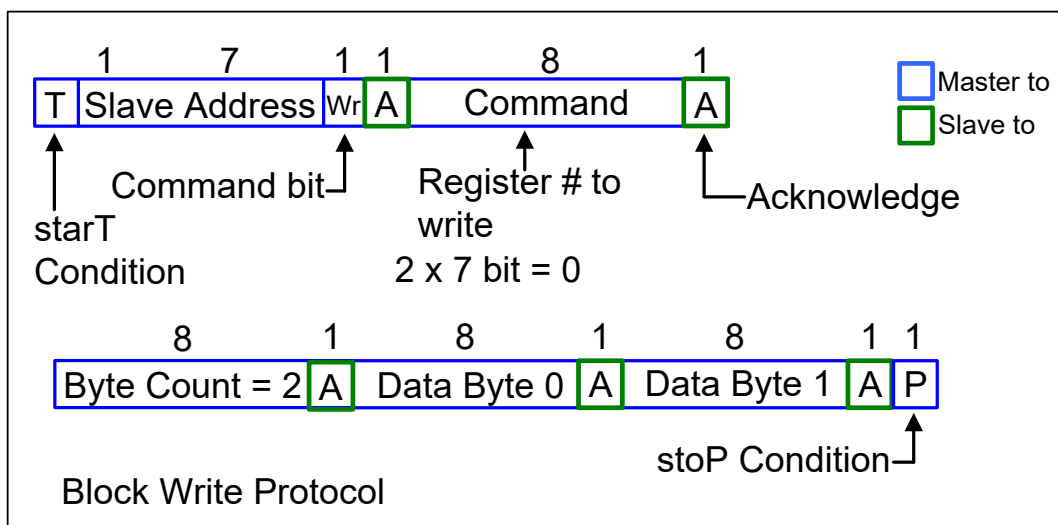 1 7 1 1 8 1
T Slave Address Wr A Command A
Master to
Slave to
Command bit
Register # to
write
Acknowledge
starT
Condition
2 x 7 bit = 0
8 1 8 1 8 1 1
Byte Count = 2 A Data Byte 0 A Data Byte 1 A P
stoP Condition
Block Write Protocol